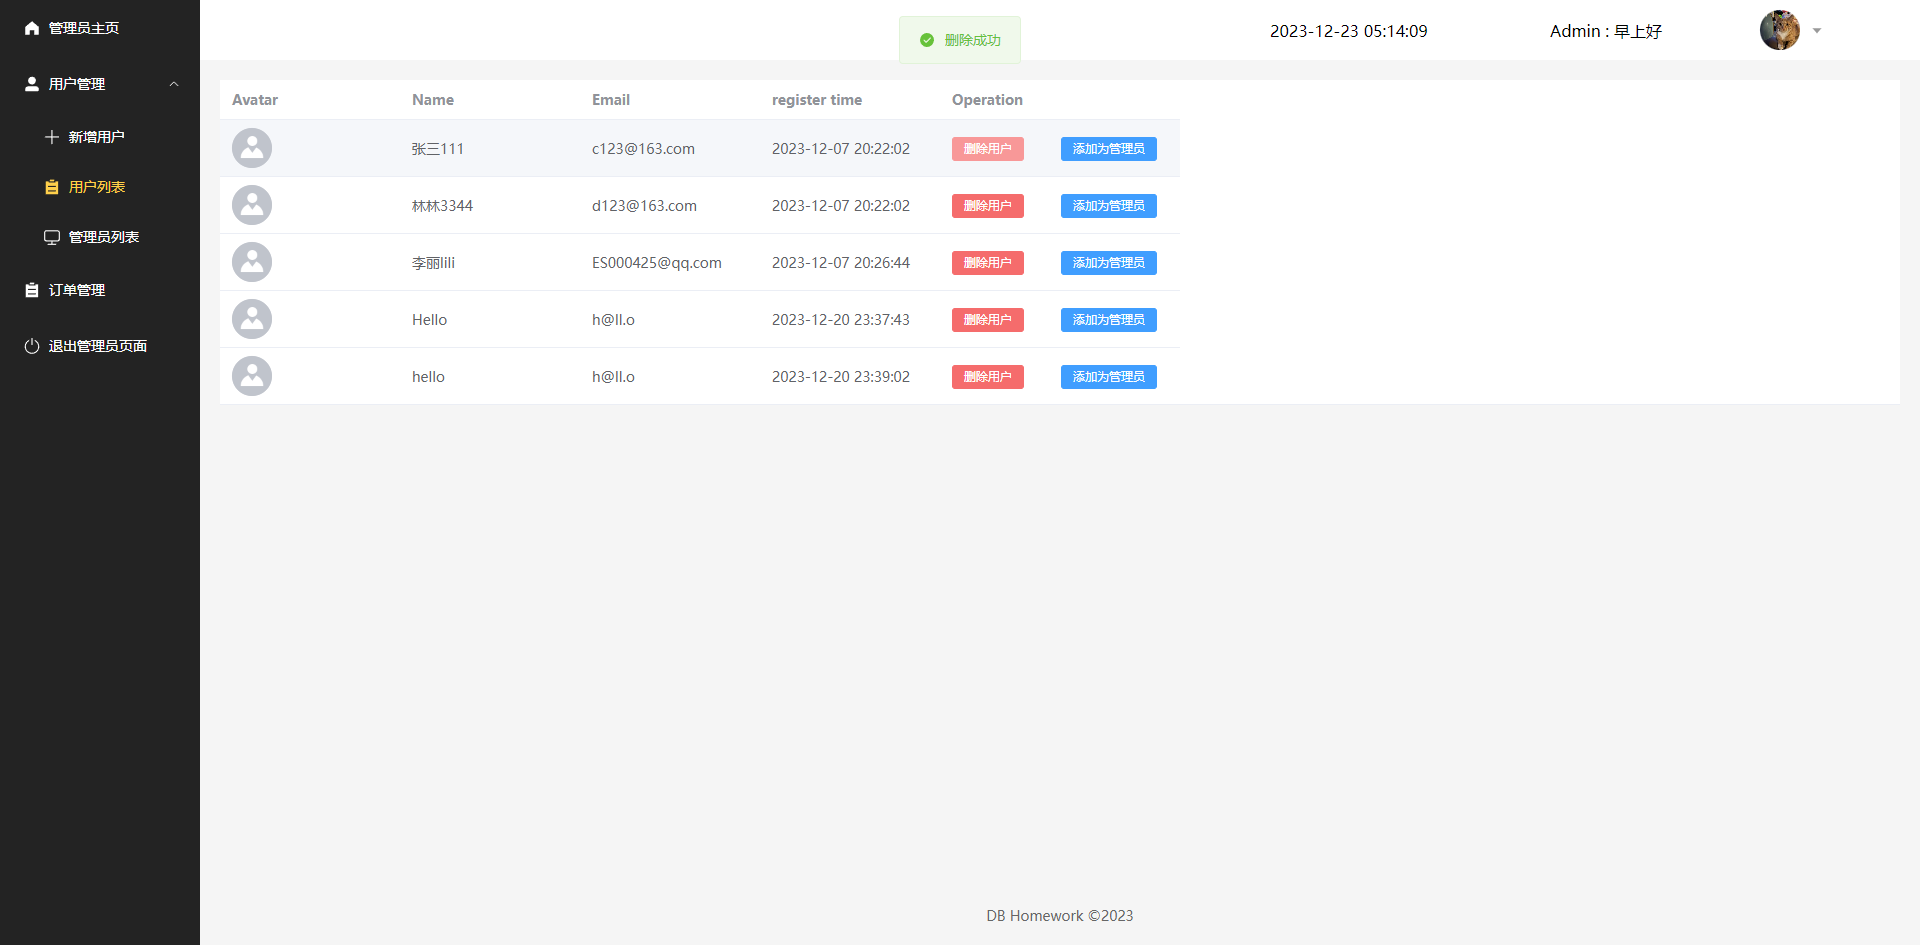 管理员主页
用户管理
新增用户
用户列表
管理员列表
订单管理
退出管理员页面
删除成功
2023-12-23 05:14:09
Admin : 早上好
Avatar Name Email register time Operation
张三111 c123@163.com 2023-12-07 20:22:02 删除用户 添加为管理员
林林3344 d123@163.com 2023-12-07 20:22:02 删除用户 添加为管理员
李丽lili ES000425@qq.com 2023-12-07 20:26:44 删除用户 添加为管理员
Hello h@ll.o 2023-12-20 23:37:43 删除用户 添加为管理员
hello h@ll.o 2023-12-20 23:39:02 删除用户 添加为管理员
DB Homework ©2023